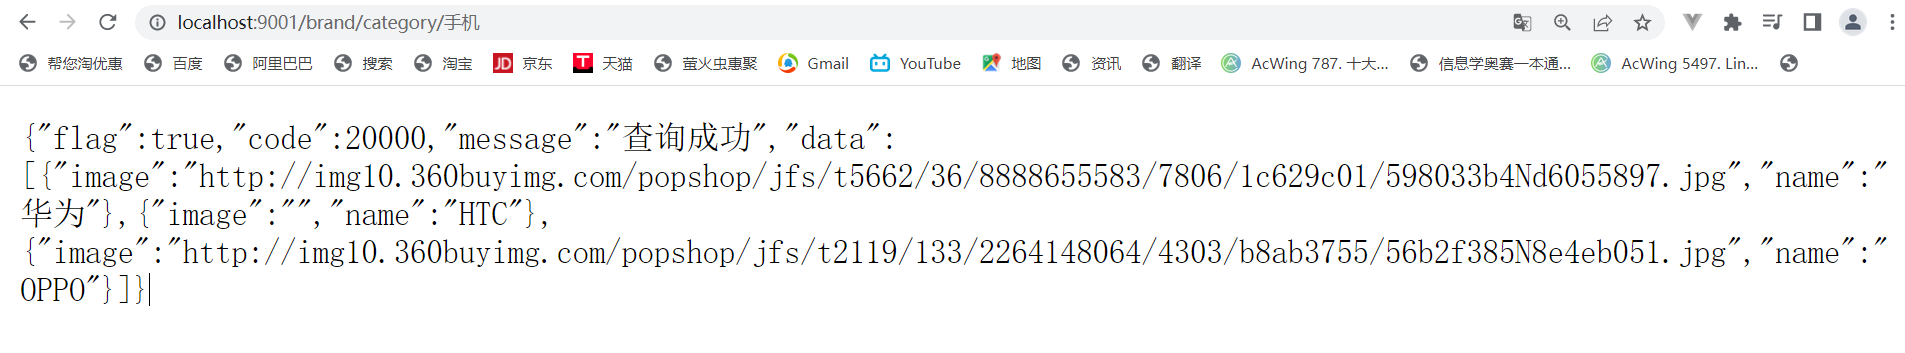 localhost:9001/brand/category/手机
帮您淘优惠 百度 阿里巴巴 搜索 淘宝 JD 京东 T 天猫 萤火虫惠聚 Gmail YouTube 地图 资讯 翻译 AcWing 787. 十大... 信息学奥赛一本通... AcWing 5497. Lin...
{"flag":true,"code":20000,"message":"查询成功","data":
[{"image":"http://img10.360buyimg.com/popshop/jfs/t5662/36/8888655583/7806/1c629c01/598033b4Nd6055897.jpg","name":"
华为"},{"image":"","name":"HTC"},
{"image":"http://img10.360buyimg.com/popshop/jfs/t2119/133/2264148064/4303/b8ab3755/56b2f385N8e4eb051.jpg","name":"
OPPO"}]}